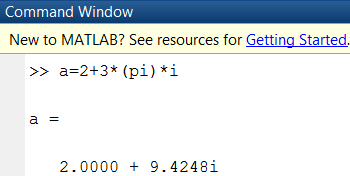 Command Window
New to MATLAB? See resources for Getting Started.
>> a=2+3*(pi)*i
a =
2.0000 + 9.4248i